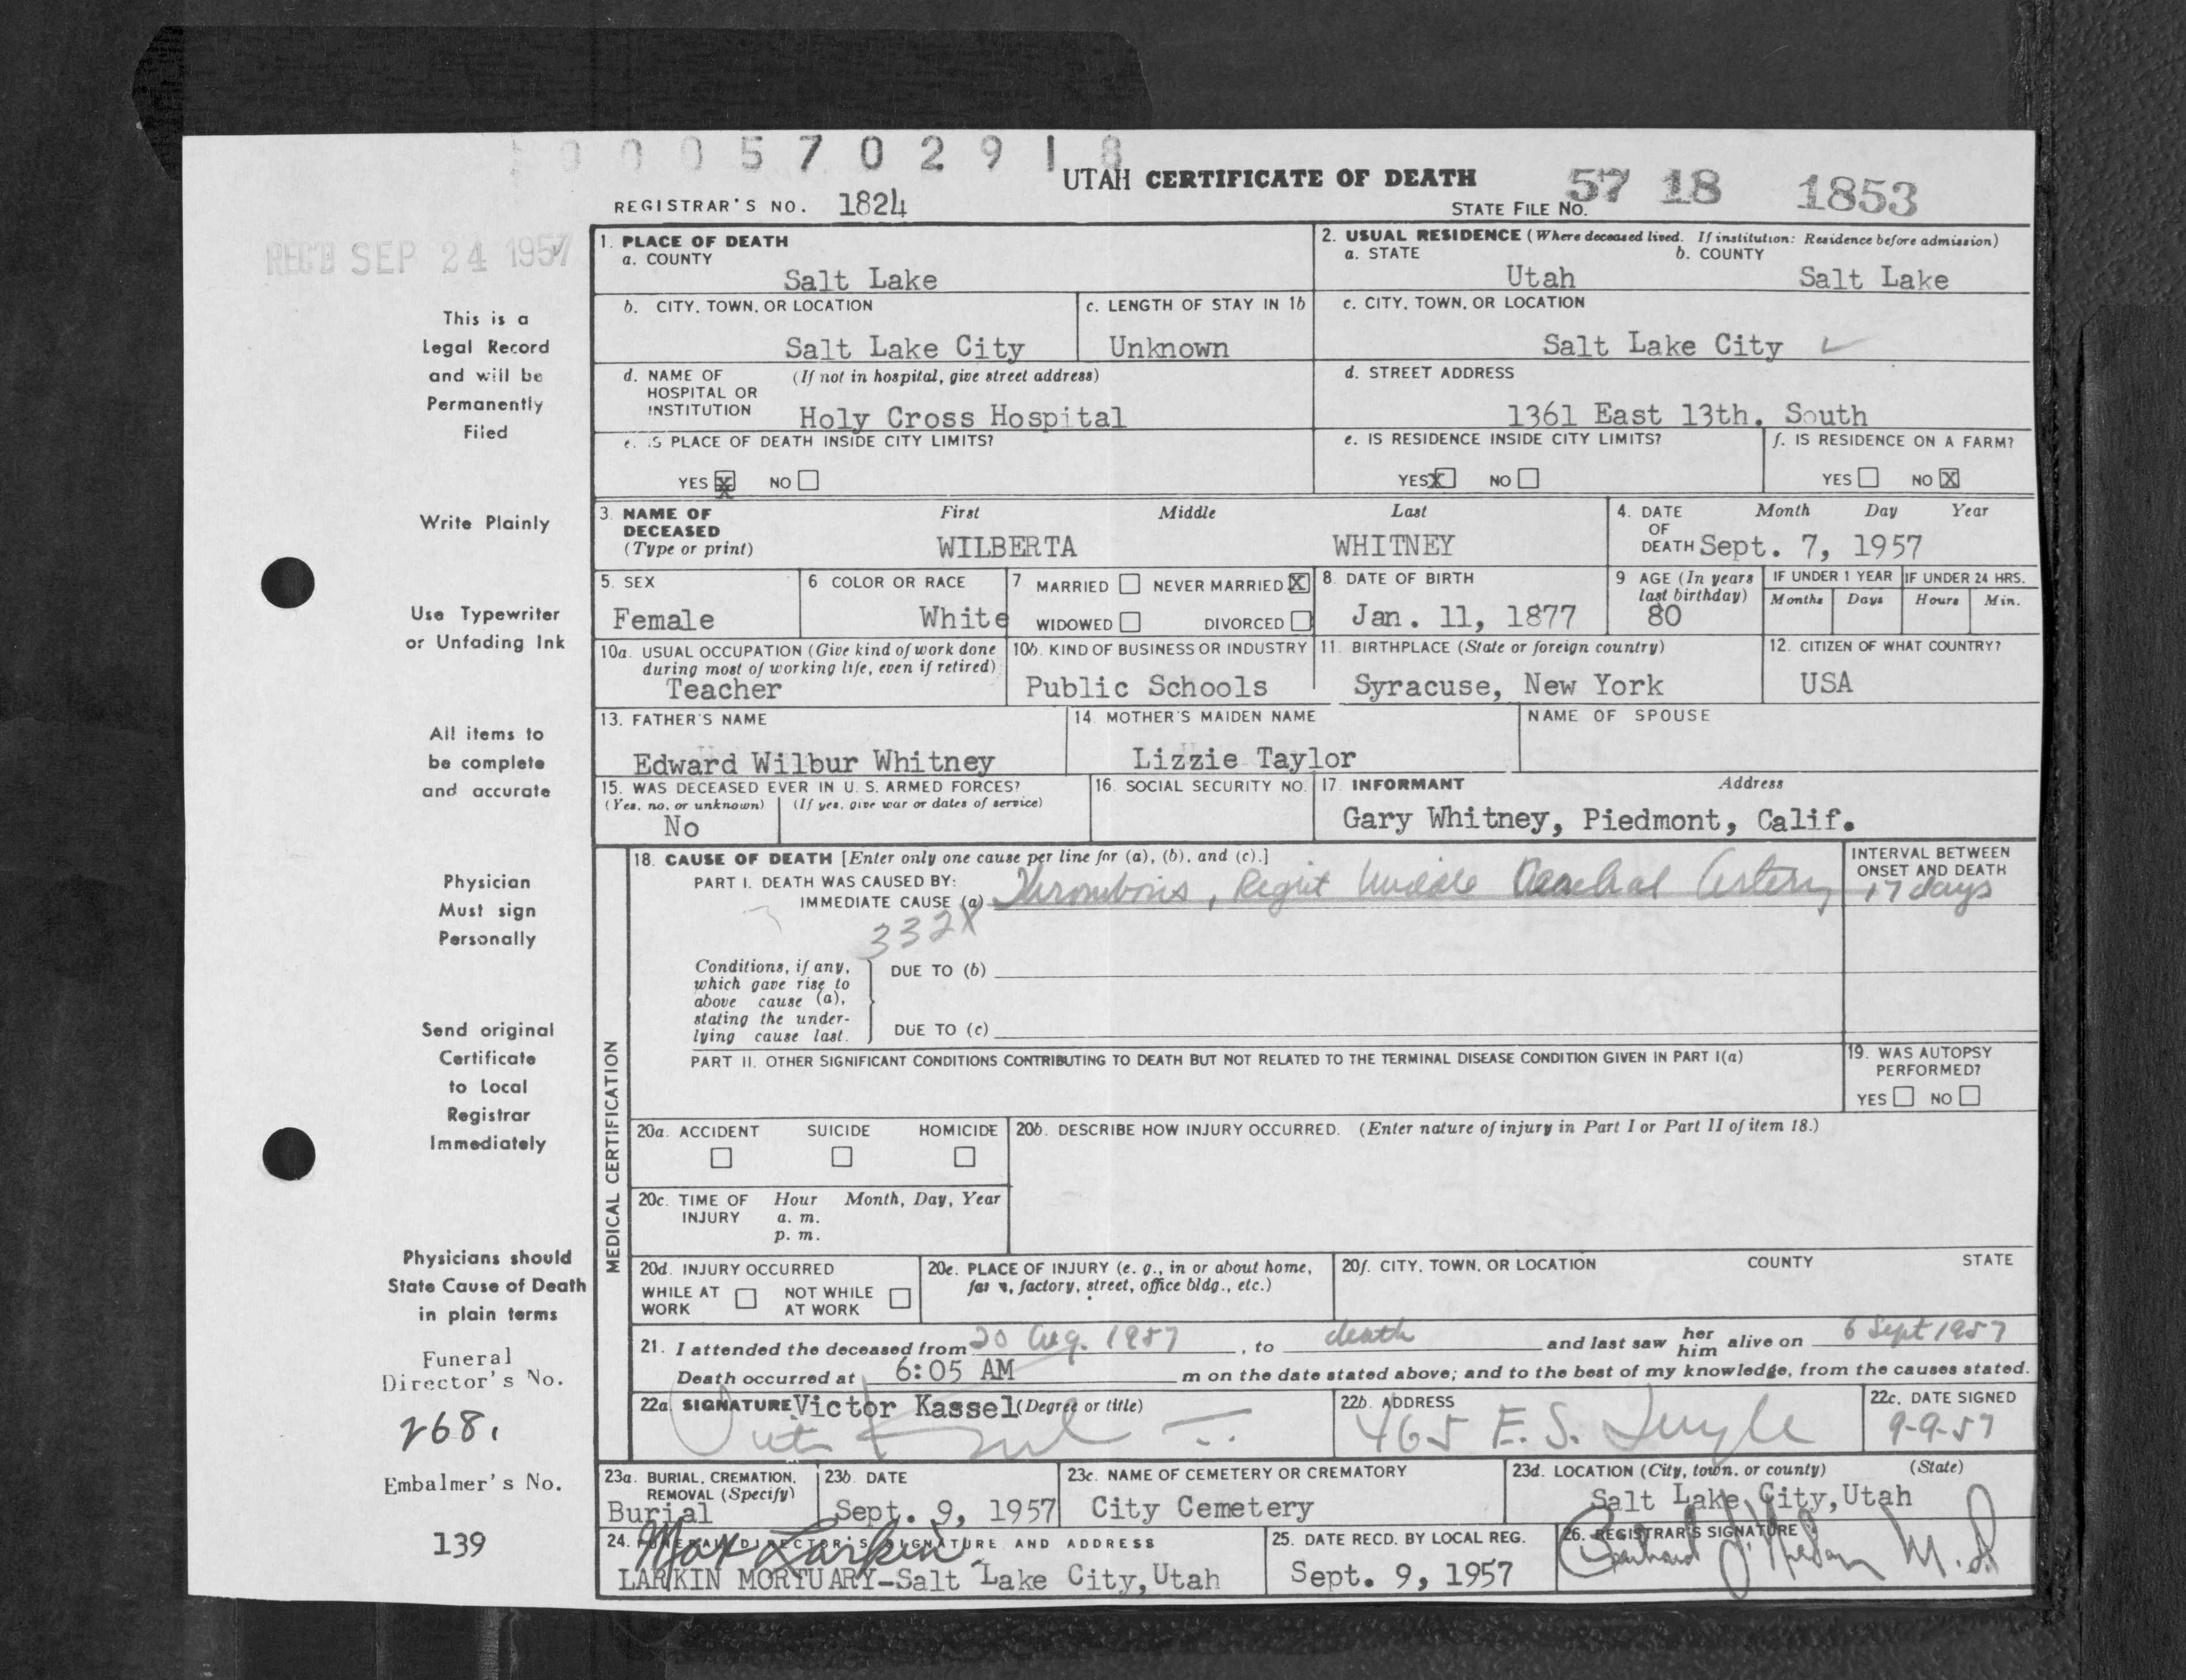 0 0 0 5 7 0 2 9 1 8
UTAH CERTIFICATE OF DEATH
REGISTRAR'S NO. 1824
STATE FILE NO. 57 18 1853
REC'D SEP 24 1957
This is a
Legal Record
and will be
Permanently
Filed
Write Plainly
Use Typewriter
or Unfading Ink
All items to
be complete
and accurate
Physician
Must sign
Personally
Send original
Certificate
to Local
Registrar
Immediately
Physicians should
State Cause of Death
in plain terms
Funeral
Director's No.
268.
Embalmer's No.
139
1. PLACE OF DEATH
a. COUNTY
Salt Lake
2. USUAL RESIDENCE (Where deceased lived. If institution: Residence before admission)
a. STATE b. COUNTY
Utah Salt Lake
b. CITY, TOWN, OR LOCATION
Salt Lake City
c. LENGTH OF STAY IN 1b
Unknown
c. CITY, TOWN, OR LOCATION
Salt Lake City
d. NAME OF (If not in hospital, give street address)
HOSPITAL OR
INSTITUTION Holy Cross Hospital
d. STREET ADDRESS
1361 East 13th. South
e. IS PLACE OF DEATH INSIDE CITY LIMITS?
YES X NO
e. IS RESIDENCE INSIDE CITY LIMITS?
YES X NO
f. IS RESIDENCE ON A FARM?
YES NO X
3. NAME OF DECEASED
(Type or print)
First Middle Last
WILBERTA WHITNEY
4. DATE OF DEATH
Month Day Year
Sept. 7, 1957
5. SEX
Female
6 COLOR OR RACE
White
7 MARRIED NEVER MARRIED X
WIDOWED DIVORCED
8. DATE OF BIRTH
Jan. 11, 1877
9 AGE (In years
last birthday)
80
IF UNDER 1 YEAR
Months Days
IF UNDER 24 HRS.
Hours Min.
10a. USUAL OCCUPATION (Give kind of work done
during most of working life, even if retired)
Teacher
10b. KIND OF BUSINESS OR INDUSTRY
Public Schools
11. BIRTHPLACE (State or foreign country)
Syracuse, New York
12. CITIZEN OF WHAT COUNTRY?
USA
13. FATHER'S NAME
Edward Wilbur Whitney
14. MOTHER'S MAIDEN NAME
Lizzie Taylor
NAME OF SPOUSE
15. WAS DECEASED EVER IN U. S. ARMED FORCES?
(Yes, no, or unknown) (If yes, give war or dates of service)
No
16. SOCIAL SECURITY NO.
17. INFORMANT Address
Gary Whitney, Piedmont, Calif.
MEDICAL CERTIFICATION
18. CAUSE OF DEATH [Enter only one cause per line for (a), (b), and (c).]
PART I. DEATH WAS CAUSED BY:
IMMEDIATE CAUSE (a) Thrombosis, Right Middle Cerebral Artery
INTERVAL BETWEEN
ONSET AND DEATH
17 days
332X
Conditions, if any,
which gave rise to
above cause (a),
stating the under-
lying cause last.
DUE TO (b)
DUE TO (c)
PART II. OTHER SIGNIFICANT CONDITIONS CONTRIBUTING TO DEATH BUT NOT RELATED TO THE TERMINAL DISEASE CONDITION GIVEN IN PART I(a)
19. WAS AUTOPSY
PERFORMED?
YES NO
20a. ACCIDENT SUICIDE HOMICIDE
20b. DESCRIBE HOW INJURY OCCURRED. (Enter nature of injury in Part I or Part II of item 18.)
20c. TIME OF INJURY Hour Month, Day, Year
a. m.
p. m.
20d. INJURY OCCURRED
WHILE AT WORK NOT WHILE AT WORK
20e. PLACE OF INJURY (e. g., in or about home,
farm, factory, street, office bldg., etc.)
20f. CITY, TOWN, OR LOCATION COUNTY STATE
21. I attended the deceased from 20 Aug. 1957, to death and last saw her him alive on 6 Sept 1957
Death occurred at 6:05 AM m on the date stated above; and to the best of my knowledge, from the causes stated.
22a SIGNATURE Victor Kassel (Degree or title)
Victor Kassel
22b. ADDRESS
465 E. S. Temple
22c. DATE SIGNED
9-9-57
23a. BURIAL, CREMATION,
REMOVAL (Specify)
Burial
23b. DATE
Sept. 9, 1957
23c. NAME OF CEMETERY OR CREMATORY
City Cemetery
23d. LOCATION (City, town, or county) (State)
Salt Lake City, Utah
24. FUNERAL DIRECTOR'S SIGNATURE AND ADDRESS
Max Larkin
LARKIN MORTUARY-Salt Lake City, Utah
25. DATE RECD. BY LOCAL REG.
Sept. 9, 1957
26. REGISTRAR'S SIGNATURE
M.D.